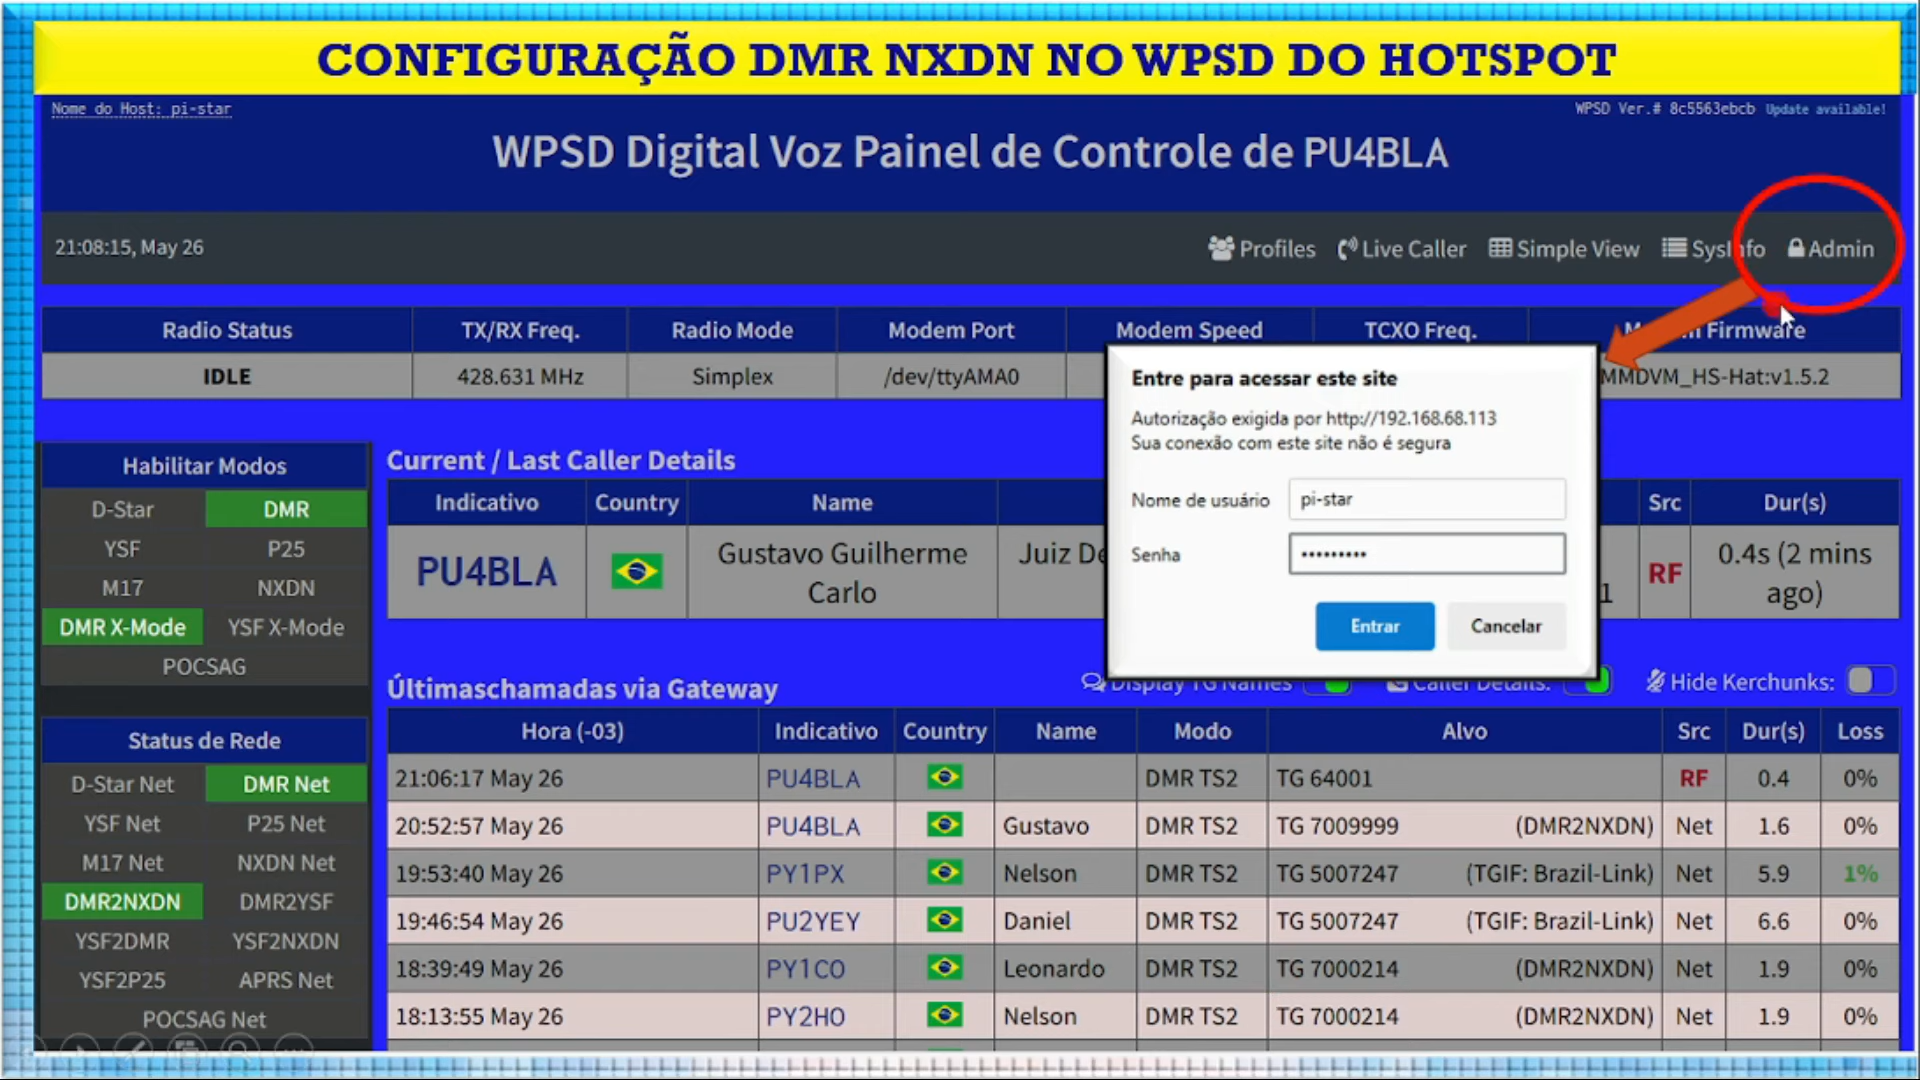 CONFIGURAÇÃO DMR NXDN NO WPSD DO HOTSPOT
Nome do Host: pi-star
WPSD Ver.# 8c5563ebcb Update available!
WPSD Digital Voz Painel de Controle de PU4BLA
21:08:15, May 26
Profiles Live Caller Simple View SysInfo Admin
Radio Status TX/RX Freq. Radio Mode Modem Port Modem Speed TCXO Freq. Firmware
IDLE 428.631 MHz Simplex /dev/ttyAMA0 MMDVM_HS-Hat:v1.5.2
Entre para acessar este site
Autorização exigida por http://192.168.68.113
Sua conexão com este site não é segura
Nome de usuário pi-star
Senha •••••••••
Entrar Cancelar
Habilitar Modos
D-Star DMR
YSF P25
M17 NXDN
DMR X-Mode YSF X-Mode
POCSAG
Status de Rede
D-Star Net DMR Net
YSF Net P25 Net
M17 Net NXDN Net
DMR2NXDN DMR2YSF
YSF2DMR YSF2NXDN
YSF2P25 APRS Net
POCSAG Net
Current / Last Caller Details
Indicativo Country Name Src Dur(s)
PU4BLA Gustavo Guilherme Carlo Juiz De 1 RF 0.4s (2 mins ago)
Últimaschamadas via Gateway
Display TG Names Caller Details: Hide Kerchunks:
Hora (-03) Indicativo Country Name Modo Alvo Src Dur(s) Loss
21:06:17 May 26 PU4BLA DMR TS2 TG 64001 RF 0.4 0%
20:52:57 May 26 PU4BLA Gustavo DMR TS2 TG 7009999 (DMR2NXDN) Net 1.6 0%
19:53:40 May 26 PY1PX Nelson DMR TS2 TG 5007247 (TGIF: Brazil-Link) Net 5.9 1%
19:46:54 May 26 PU2YEY Daniel DMR TS2 TG 5007247 (TGIF: Brazil-Link) Net 6.6 0%
18:39:49 May 26 PY1CO Leonardo DMR TS2 TG 7000214 (DMR2NXDN) Net 1.9 0%
18:13:55 May 26 PY2HO Nelson DMR TS2 TG 7000214 (DMR2NXDN) Net 1.9 0%